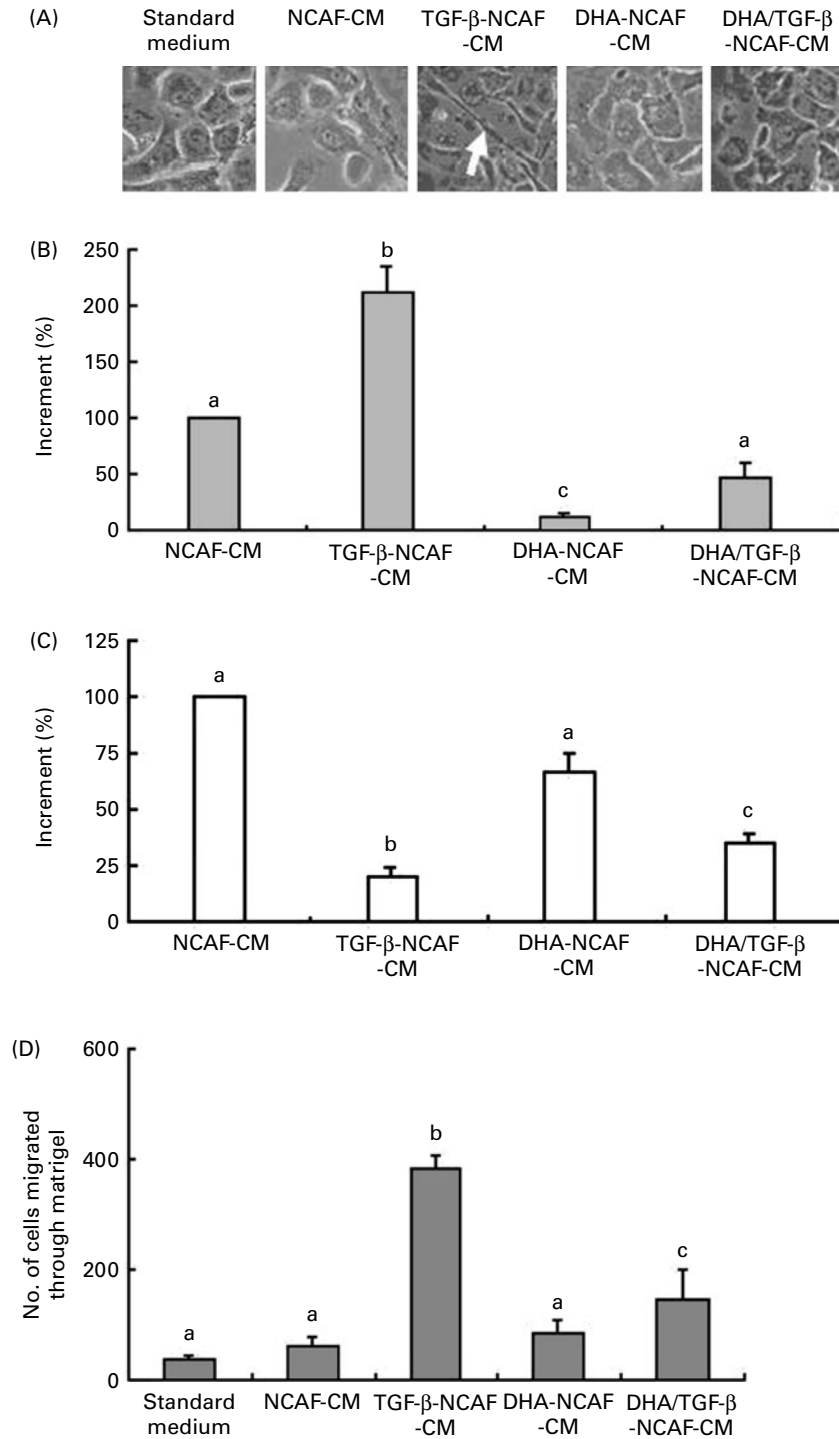 (A)
Standard
medium
NCAF-CM
TGF-β-NCAF
-CM
DHA-NCAF
-CM
DHA/TGF-β
-NCAF-CM
(B)
Increment (%)
250
200
150
100
50
0
a
b
c
a
NCAF-CM
TGF-β-NCAF
-CM
DHA-NCAF
-CM
DHA/TGF-β
-NCAF-CM
(C)
Increment (%)
125
100
75
50
25
0
a
b
a
c
NCAF-CM
TGF-β-NCAF
-CM
DHA-NCAF
-CM
DHA/TGF-β
-NCAF-CM
(D)
No. of cells migrated
through matrigel
600
400
200
0
a
a
b
a
c
Standard
medium
NCAF-CM
TGF-β-NCAF
-CM
DHA-NCAF
-CM
DHA/TGF-β
-NCAF-CM